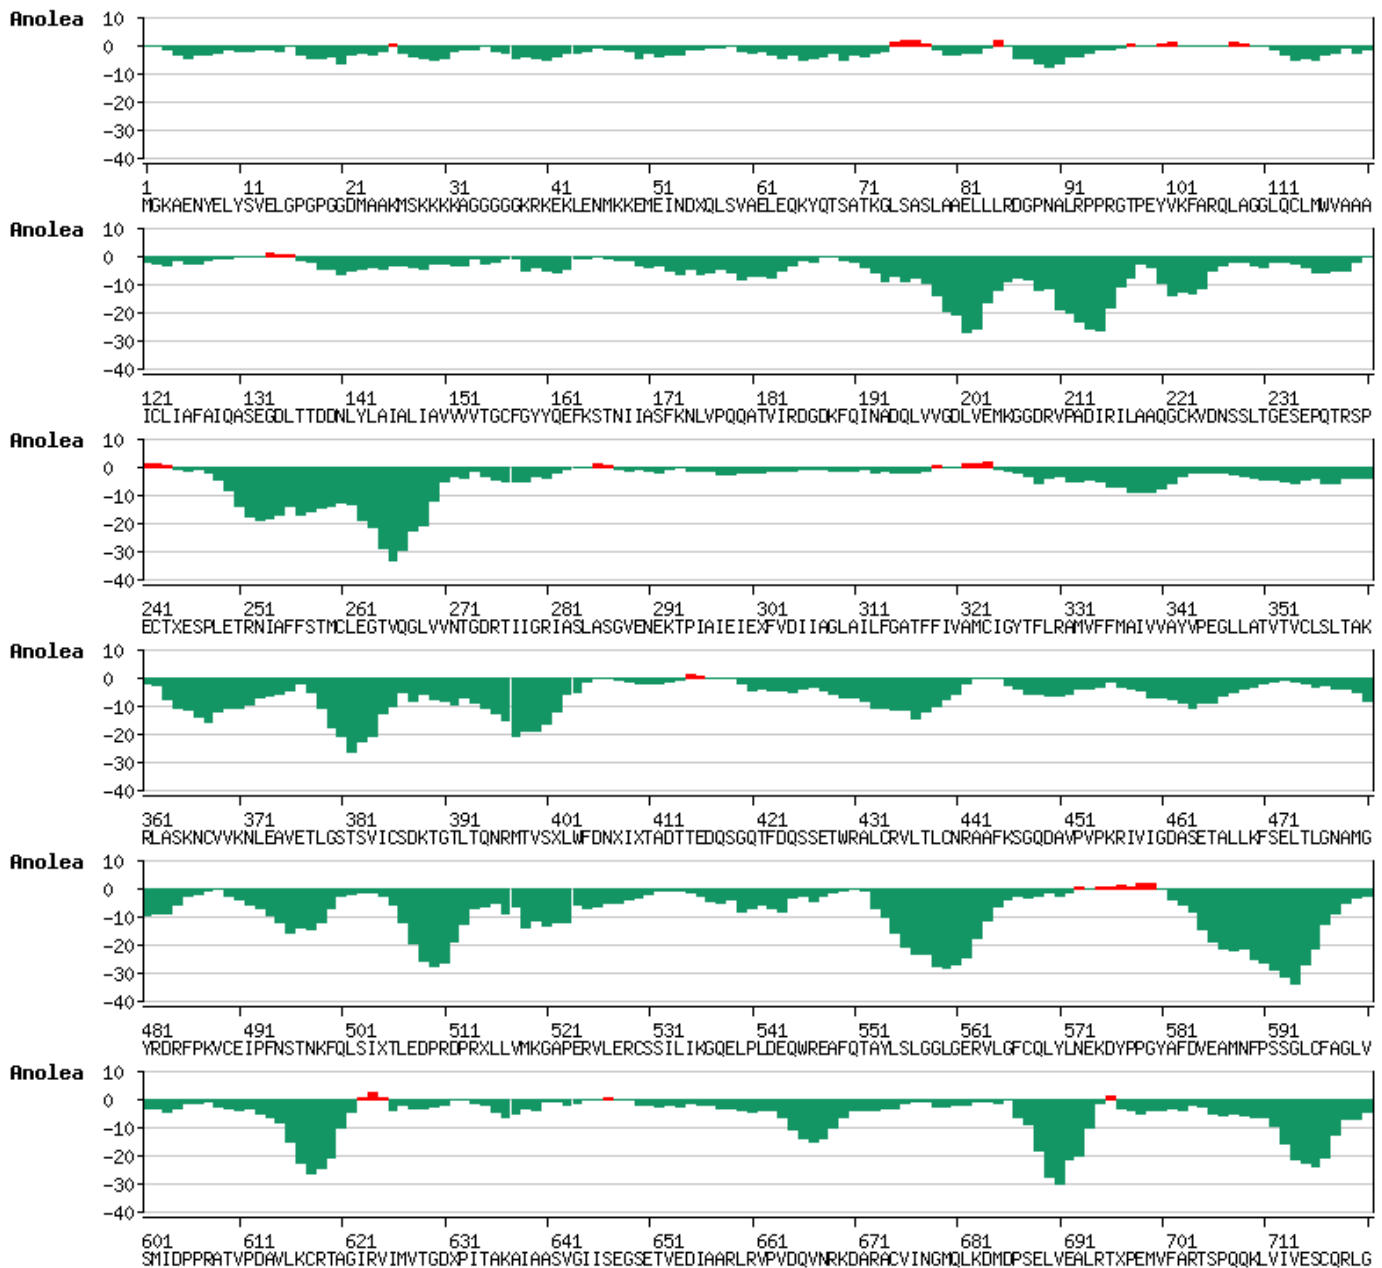 Anolea 10
0
-10
-20
-30
-40
1 11 21 31 41 51 61 71 81 91 101 111
MGKAENYELYSVELGPGPGGDMAAKMSKKKKAGGGGGKRKEKLENMKKEMEINDXQLSVAELEQKYQTSATKGLSASLAAELLLRDGPNALRPPRGTPEYVKFARQLAGGLQCLMWVAAA
Anolea 10
0
-10
-20
-30
-40
121 131 141 151 161 171 181 191 201 211 221 231
ICLIAFAIQASEGDLTTDDNLYLAIALIAVVVVTGCFGYYQEFKSTNIIASFKNLVPQQATVIRDGDKFQINADQLVVGDLVEMKGGDRVPADIRILAAQGCKVDNSSLTGESEPQTRSP
Anolea 10
0
-10
-20
-30
-40
241 251 261 271 281 291 301 311 321 331 341 351
ECTXESPLETRNIAFFSTMCLEGTVQGLVVNTGDRTIIGRIASLASGVENEKTPIAIEIEXFVDIIAGLAILFGATFFIVAMCIGYTFLRAMVFFMAIVVAYVPEGLLATVTVCLSLTAK
Anolea 10
0
-10
-20
-30
-40
361 371 381 391 401 411 421 431 441 451 461 471
RLASKNCVVKNLEAVETLGSTSVICSDKTGTLTQNRMTVSXLWFDNXIXTADTTEDQSGQTFDQSSETWRALCRVLTLCNRAAFKSGQDAVPVPKRIVIGDASETALLKFSELTLGNAMG
Anolea 10
0
-10
-20
-30
-40
481 491 501 511 521 531 541 551 561 571 581 591
YRDRFPKVCEIPFNSTNKFQLSIXTLEDPRDPRXLLVMKGAPERVLERCSSILIKGQELPLDEQWREAFQTAYLSLGGLGERVLGFCQLYLNEKDYPPGYAFDVEAMNFPSSGLCFAGLV
Anolea 10
0
-10
-20
-30
-40
601 611 621 631 641 651 661 671 681 691 701 711
SMIDPPRATVPDAVLKCRTAGIRVIMVTGDXPITAKAIAASVGIISEGSETVEDIAARLRVPVDQVNRKDARACVINGMQLKDMDPSELVEALRTXPEMVFARTSPQQKLVIVESCQRLG